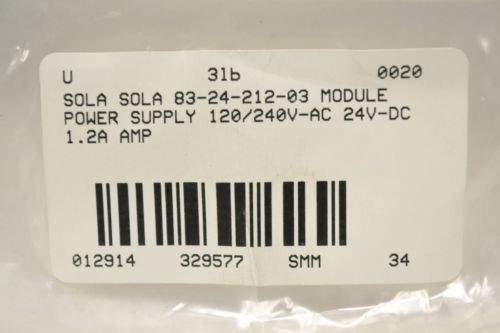 U 3lb 0020
SOLA SOLA 83-24-212-03 MODULE
POWER SUPPLY 120/240V-AC 24V-DC
1.2A AMP
012914 329577 SMM 34